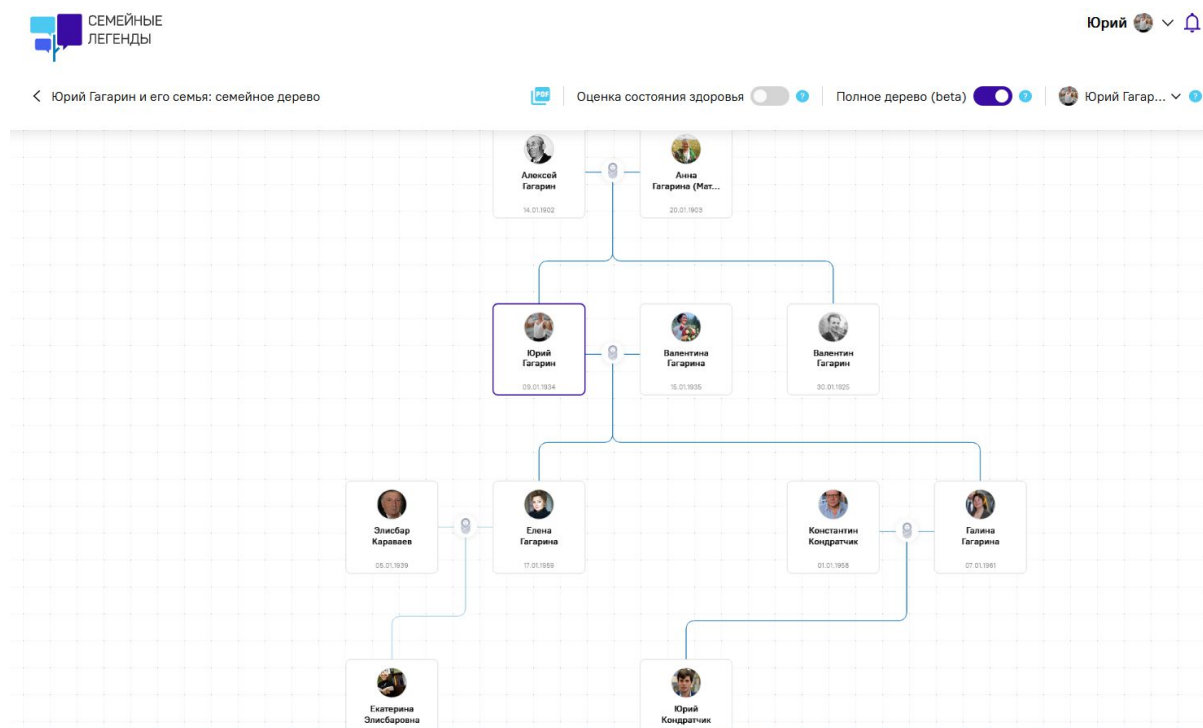 СЕМЕЙНЫЕ
ЛЕГЕНДЫ
Юрий
Юрий Гагарин и его семья: семейное дерево
PDF
Оценка состояния здоровья ?
Полное дерево (beta) ?
Юрий Гагар... ?
Алексей
Гагарин
14.01.1902
Анна
Гагарина (Мат...
20.01.1903
Юрий
Гагарин
09.01.1934
Валентина
Гагарина
15.01.1935
Валентин
Гагарин
30.01.1925
Элисбар
Караваев
Елена
Гагарина
17.01.1959
Константин
Кондратчик
01.01.1958
Галина
Гагарина
07.01.1961
Екатерина
Элисбаровна
Юрий
Кондратчик